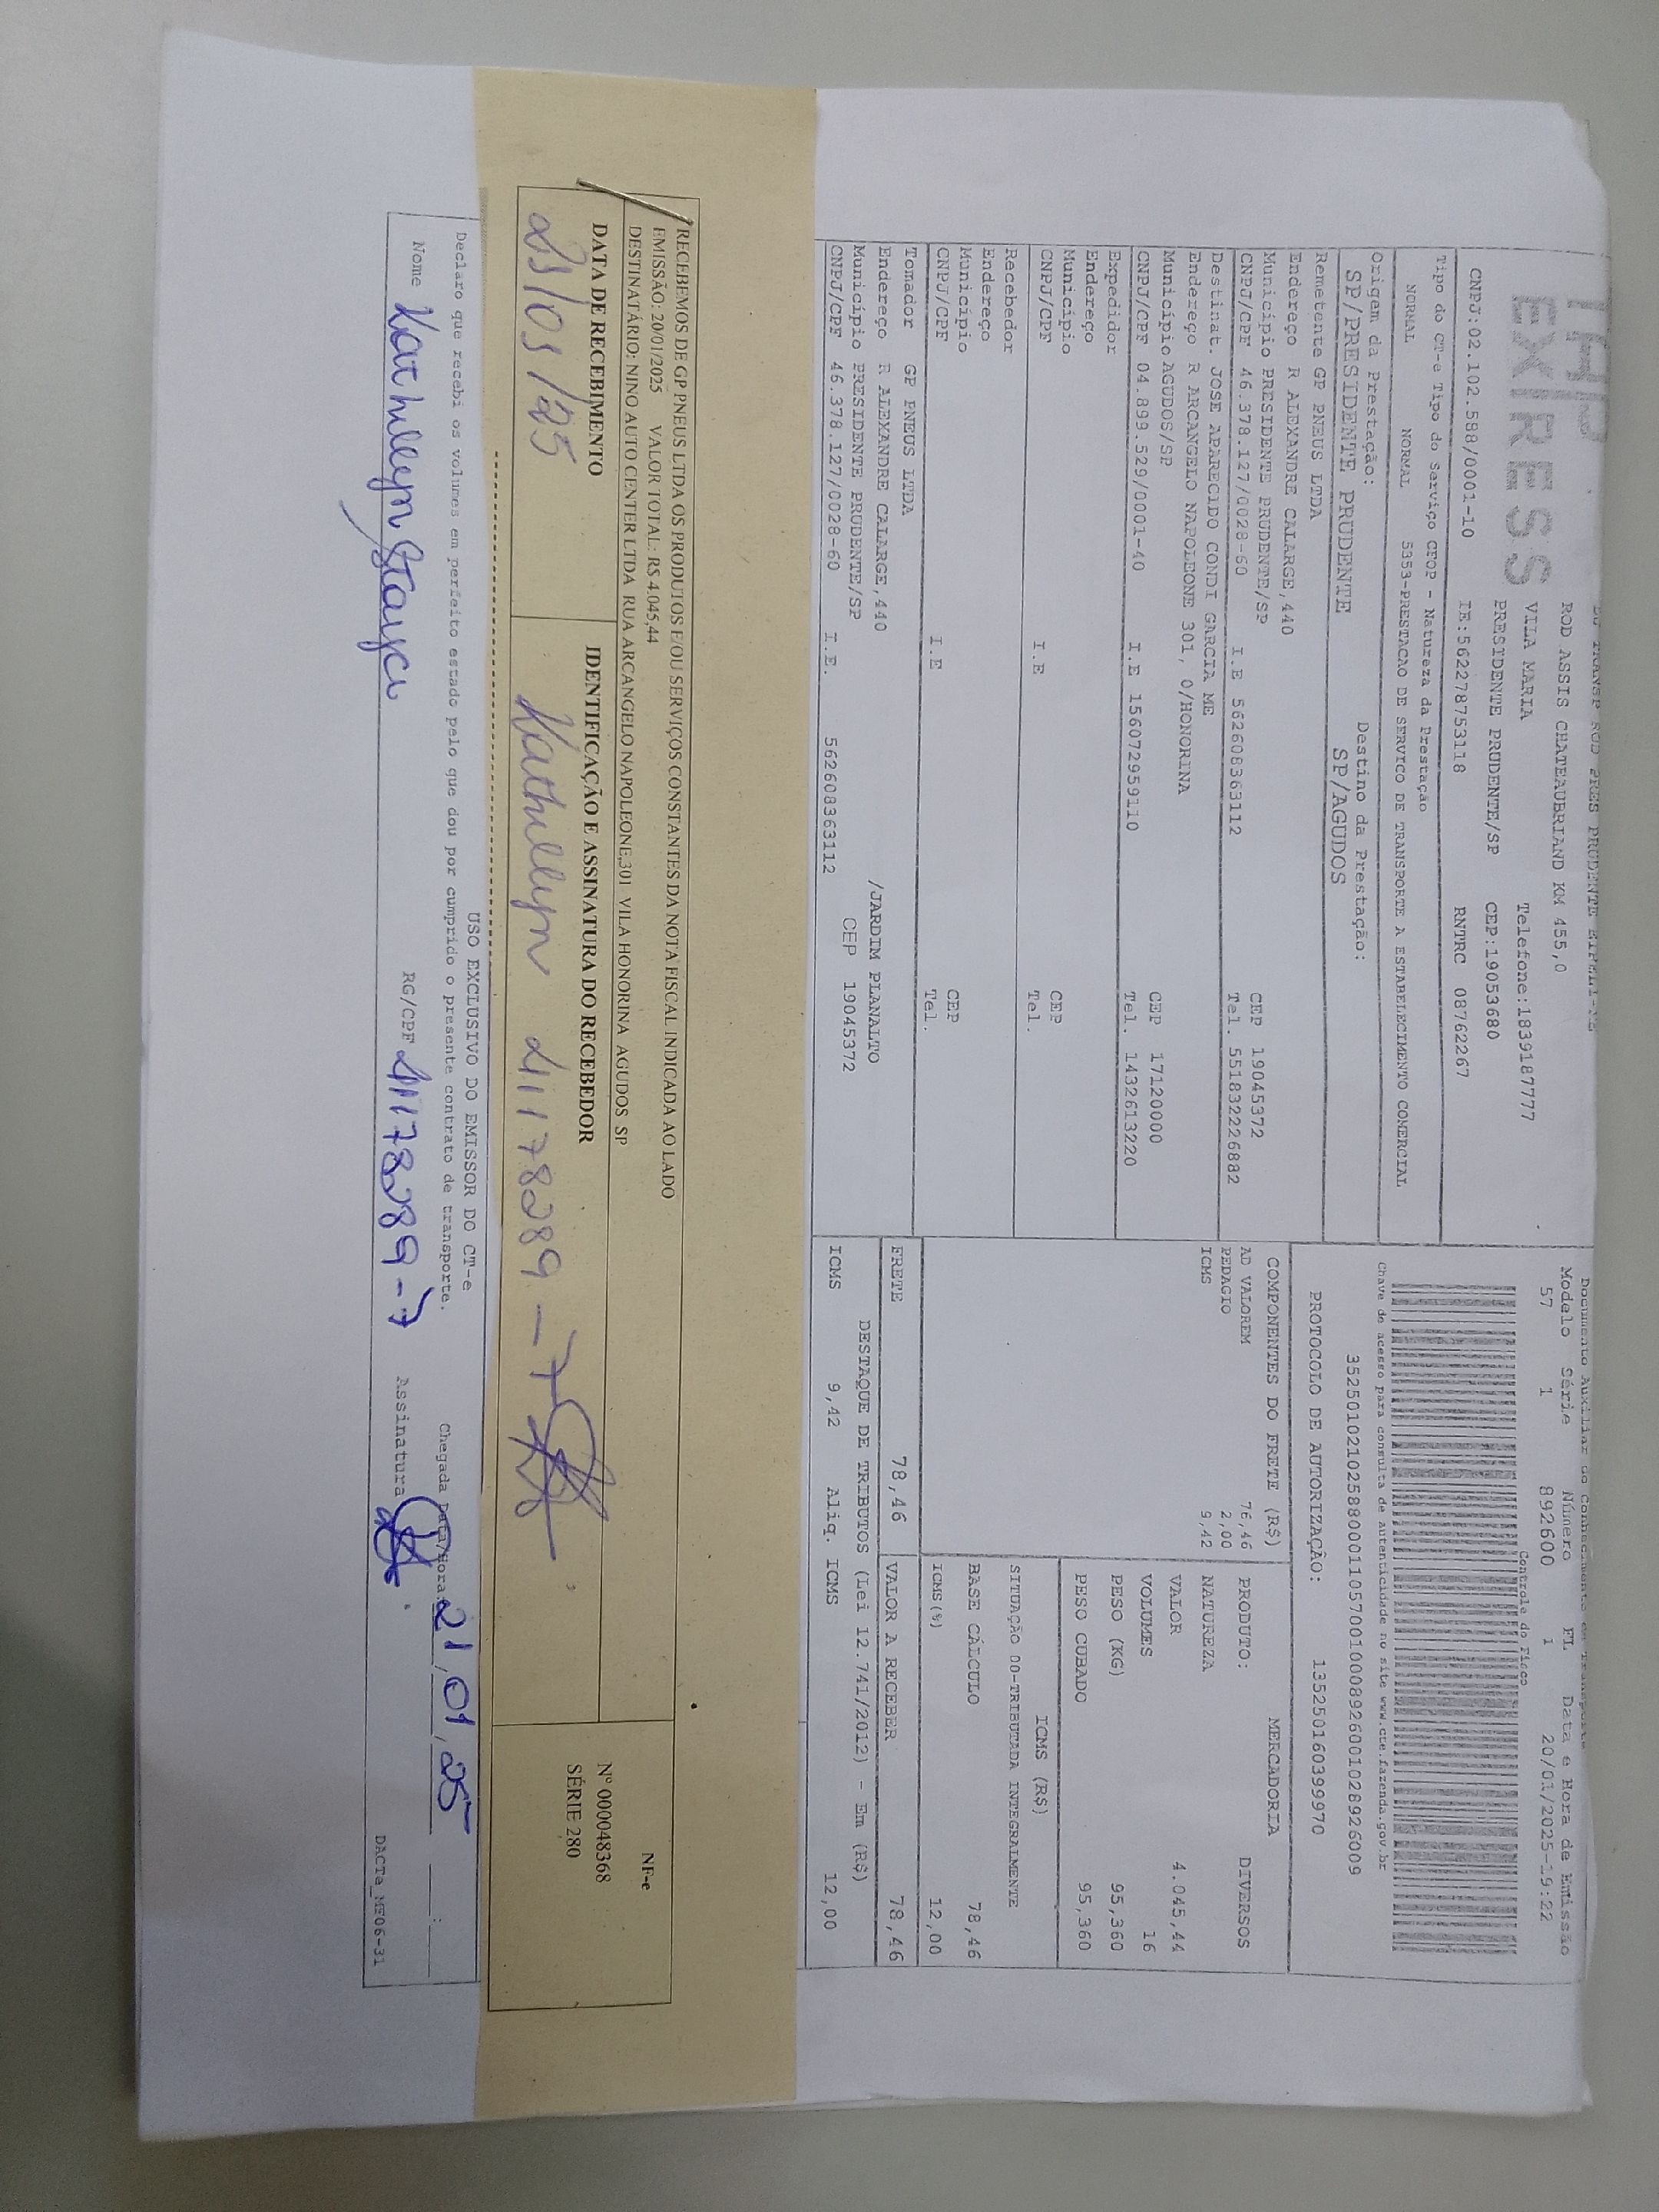 EXPRESS
ROD ASSIS CHATEAUBRIAND KM 455,0
VILA MARIA Telefone:1839187777
PRESIDENTE PRUDENTE/SP CEP:19053680
CNPJ:02.102.588/0001-10 IE:562278753118 RNTRC 08762267
Tipo do CT-e Tipo do Serviço CFOP - Natureza da Prestação
NORMAL NORMAL 5353-PRESTACAO DE SERVICO DE TRANSPORTE A ESTABELECIMENTO COMERCIAL
Origem da Prestação: Destino da Prestação:
SP/PRESIDENTE PRUDENTE SP/AGUDOS
Remetente GP PNEUS LTDA
Endereço R ALEXANDRE CALARGE,440
Município PRESIDENTE PRUDENTE/SP CEP 19045372
CNPJ/CPF 46.378.127/0028-60 I.E 562608363112 Tel. 551832226882
Destinat. JOSE APARECIDO CONDI GARCIA ME
Endereço R ARCANGELO NAPOLEONE 301, 0/HONORINA
Município AGUDOS/SP CEP 17120000
CNPJ/CPF 04.899.529/0001-40 I.E 156072959110 Tel. 1432613220
Expedidor
Endereço
Município CEP
CNPJ/CPF I.E Tel.
Recebedor
Endereço
Município CEP
CNPJ/CPF I.E Tel.
Tomador GP PNEUS LTDA
Endereço R ALEXANDRE CALARGE,440 /JARDIM PLANALTO
Município PRESIDENTE PRUDENTE/SP CEP 19045372
CNPJ/CPF 46.378.127/0028-60 I.E. 562608363112
Documento Auxiliar do Conhecimento de Transporte
Modelo Série Número Fl Data e Hora de Emissão
57 1 892600 1 20/01/2025-19:22
Controle do Fisco
Chave de acesso para consulta de autenticidade no site www.cte.fazenda.gov.br
35250102102588000110570010008926001028926009
PROTOCOLO DE AUTORIZAÇÃO: 135250160399970
COMPONENTES DO FRETE (R$)
AD VALOREM 76,46
PEDAGIO 2,00
ICMS 9,42
MERCADORIA
PRODUTO: DIVERSOS
NATUREZA
VALOR 4.045,44
VOLUMES 16
PESO (KG) 95,360
PESO CUBADO 95,360
ICMS (R$)
SITUAÇÃO 00-TRIBUTADA INTEGRALMENTE
BASE CÁLCULO 78,46
ICMS(%) 12,00
FRETE 78,46 VALOR A RECEBER 78,46
DESTAQUE DE TRIBUTOS (Lei 12.741/2012) - Em (R$)
ICMS 9,42 Aliq. ICMS 12,00
RECEBEMOS DE GP PNEUS LTDA OS PRODUTOS E/OU SERVIÇOS CONSTANTES DA NOTA FISCAL INDICADA AO LADO
EMISSÃO: 20/01/2025 VALOR TOTAL: R$ 4.045,44
DESTINATÁRIO: NINO AUTO CENTER LTDA RUA ARCANGELO NAPOLEONE,301 VILA HONORINA AGUDOS SP
DATA DE RECEBIMENTO IDENTIFICAÇÃO E ASSINATURA DO RECEBEDOR
21/01/25 Kathellyn 41178289-7
NF-e
Nº 000048368
SÉRIE 280
USO EXCLUSIVO DO EMISSOR DO CT-e
Declaro que recebi os volumes em perfeito estado pelo que dou por cumprido o presente contrato de transporte.
Chegada Data/Hora: 21,01,25 :
Nome Kathellyn RG/CPF 41178289-7 Assinatura
DACTe_MF06-31